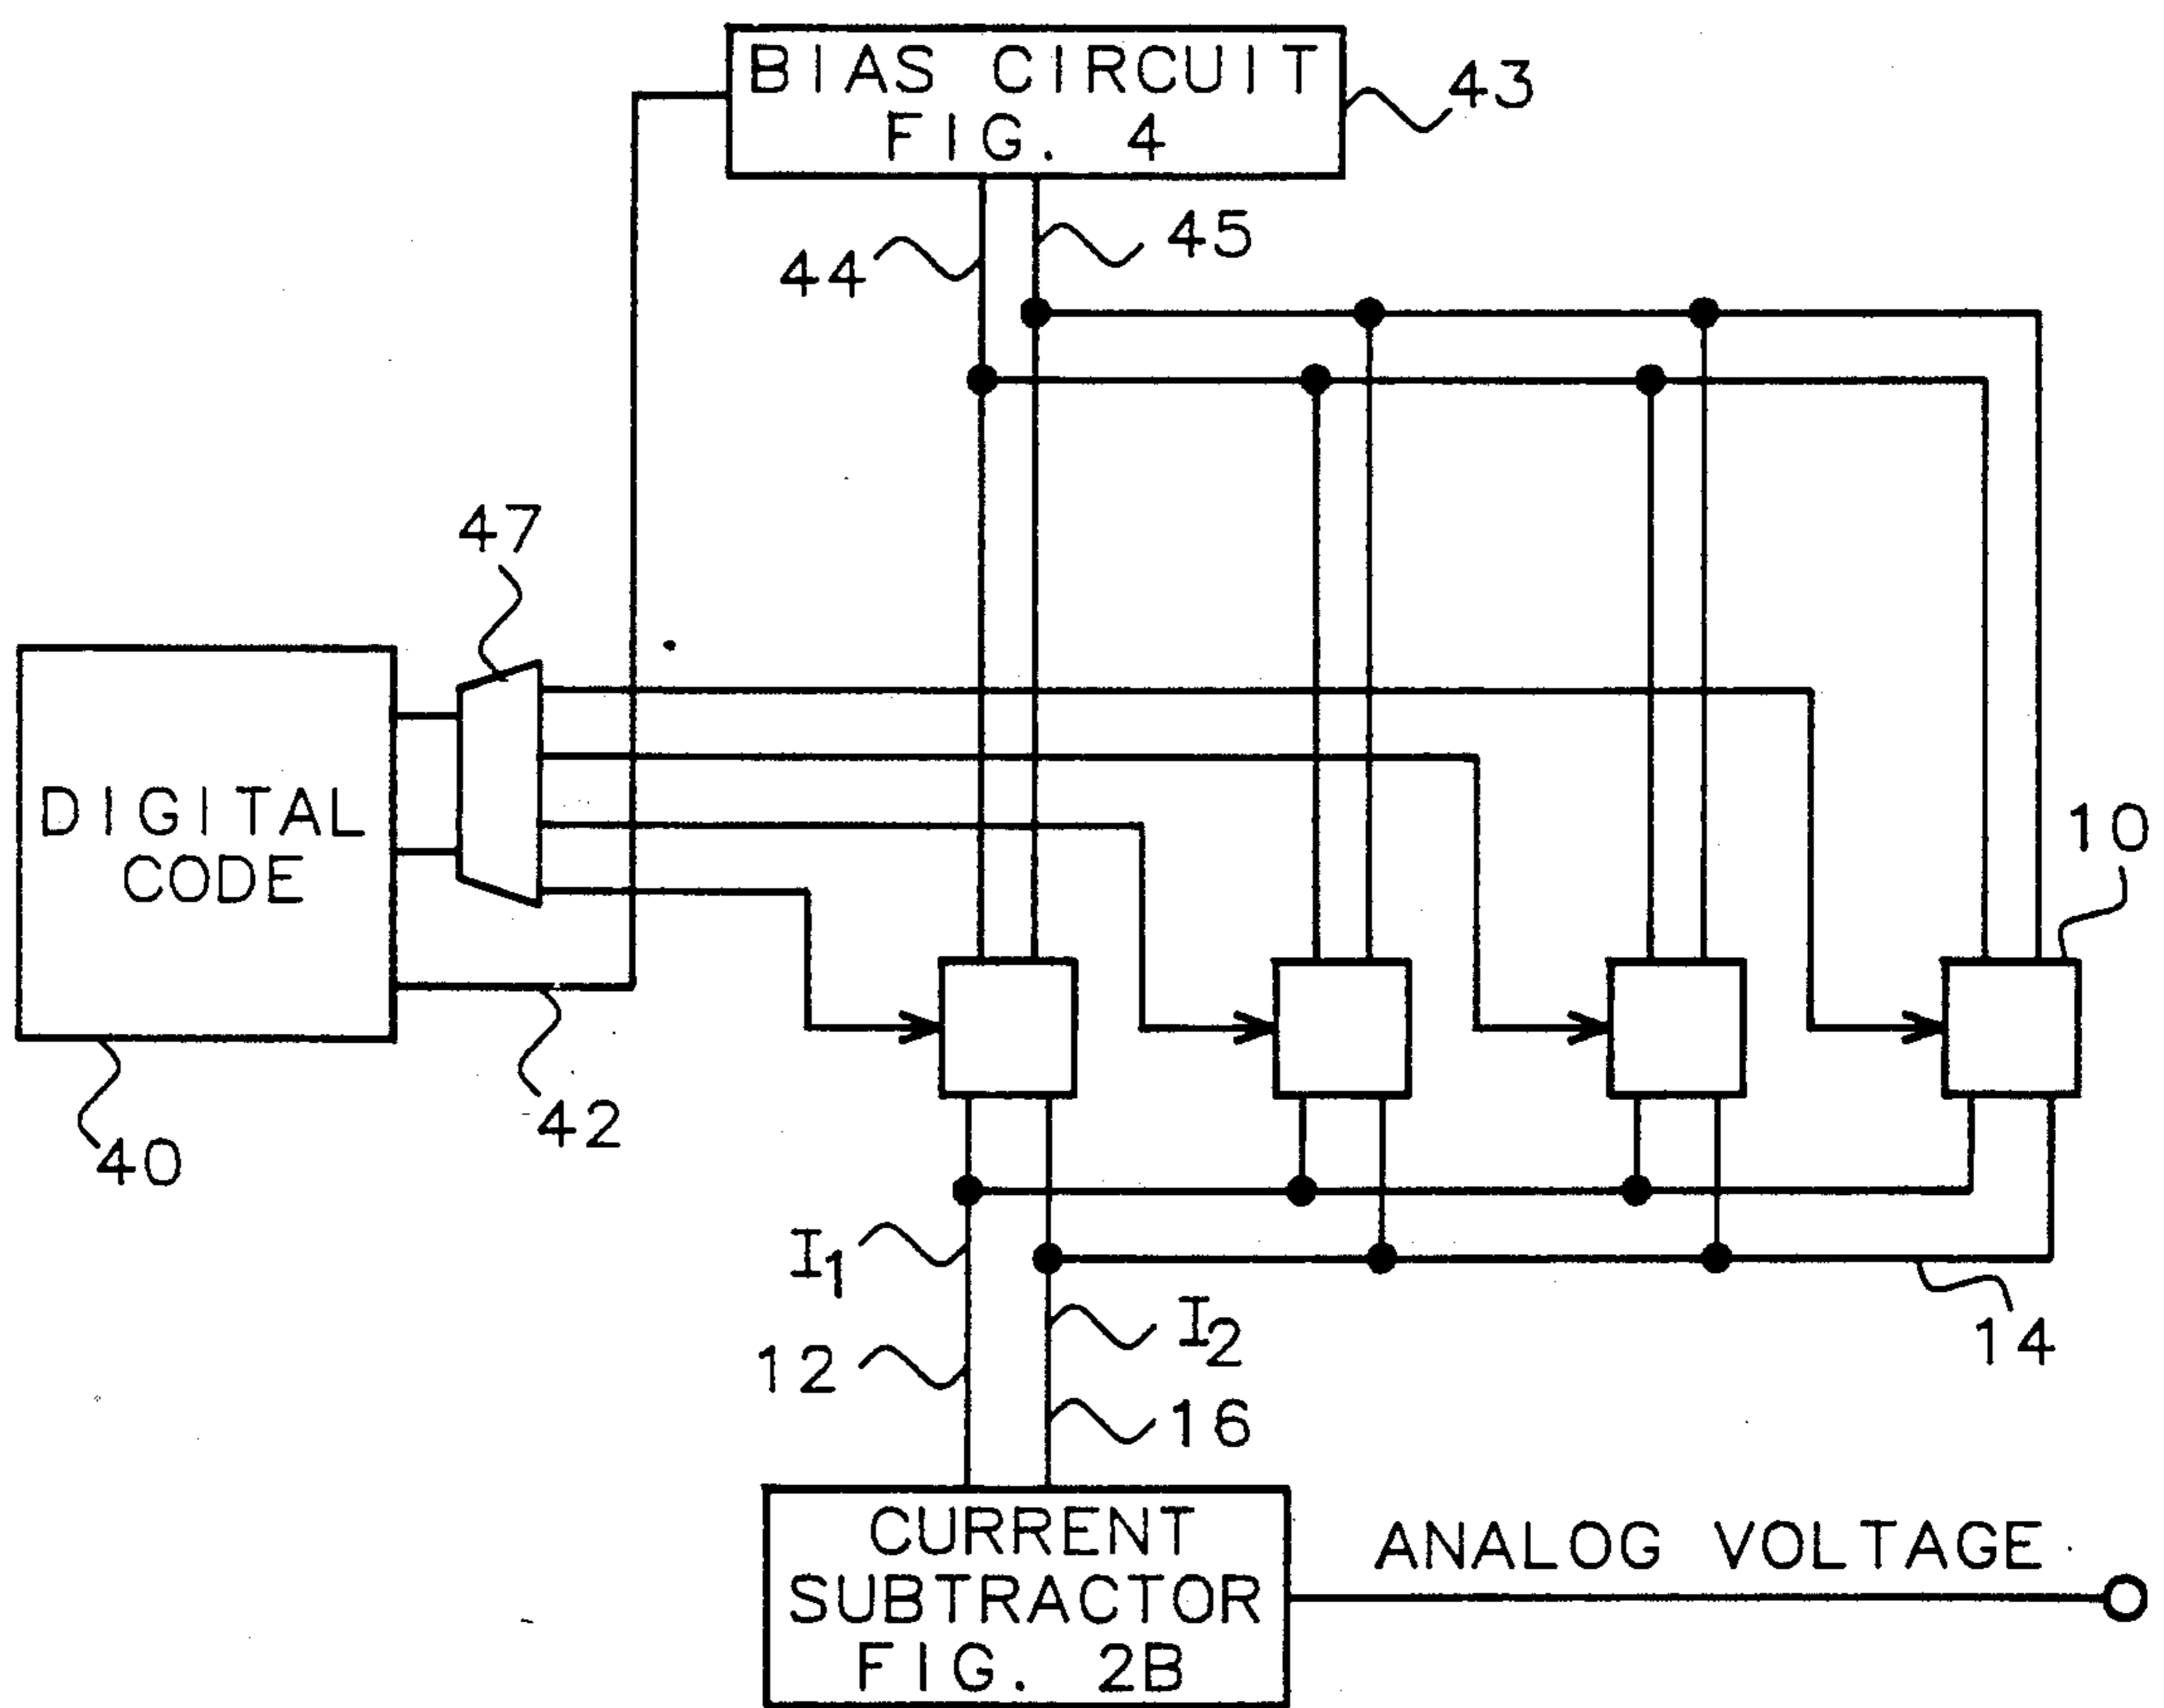 BIAS CIRCUIT
FIG. 4
43
44
45
47
DIGITAL
CODE
10
40
42
I1
I2
12
14
16
CURRENT
SUBTRACTOR
FIG. 2B
ANALOG VOLTAGE